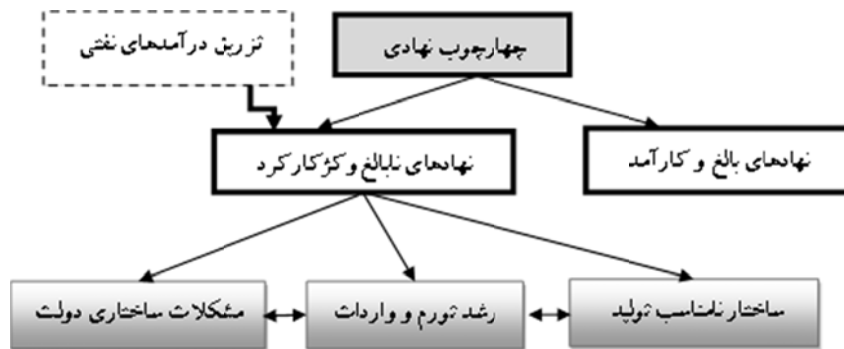 تزریق درآمدهای نفتی
چهارچوب نهادی
نهادهای بالغ و کارآمد
نهادهای نابالغ و کژکارکرد
ساختار نامناسب تولید
رشد تورم و واردات
مشکلات ساختاری دولت